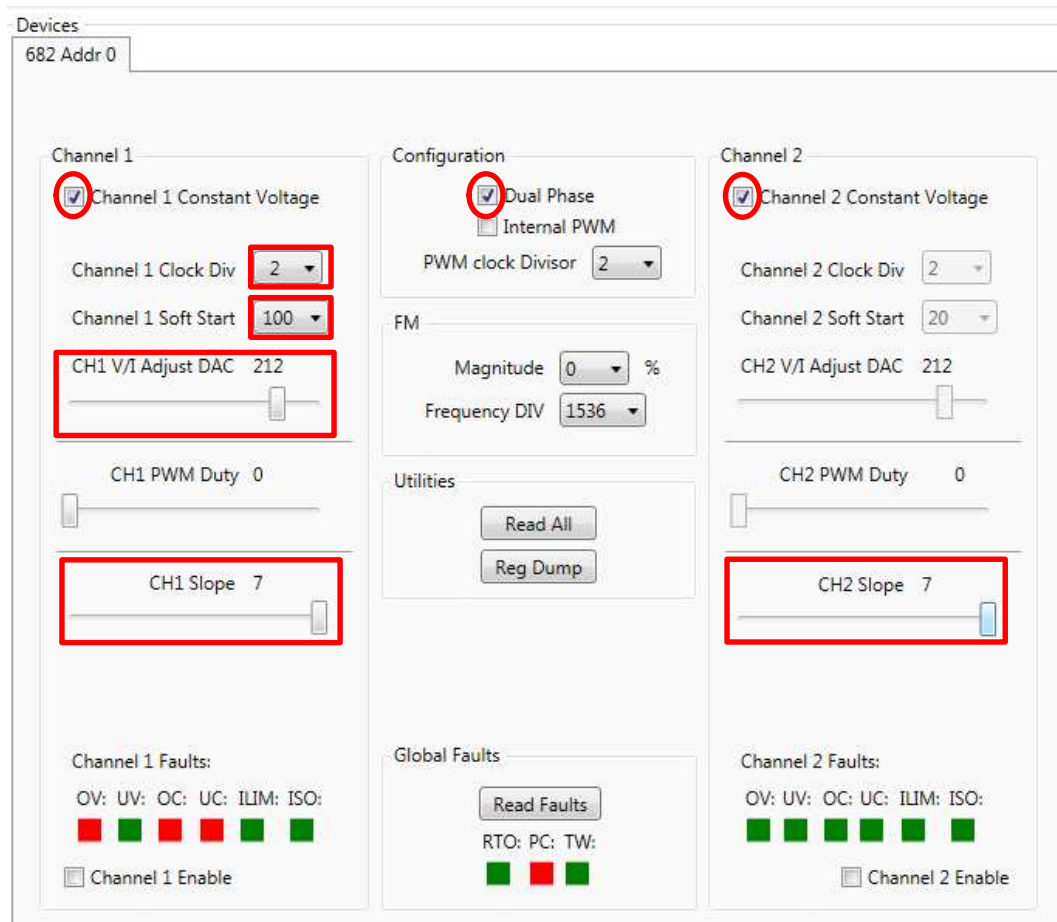 Devices
682 Addr 0
Channel 1
Channel 1 Constant Voltage
Channel 1 Clock Div 2
Channel 1 Soft Start 100
CH1 V/I Adjust DAC 212
CH1 PWM Duty 0
CH1 Slope 7
Channel 1 Faults:
OV: UV: OC: UC: ILIM: ISO:
Channel 1 Enable
Configuration
Dual Phase
Internal PWM
PWM clock Divisor 2
FM
Magnitude 0 %
Frequency DIV 1536
Utilities
Read All
Reg Dump
Global Faults
Read Faults
RTO: PC: TW:
Channel 2
Channel 2 Constant Voltage
Channel 2 Clock Div 2
Channel 2 Soft Start 20
CH2 V/I Adjust DAC 212
CH2 PWM Duty 0
CH2 Slope 7
Channel 2 Faults:
OV: UV: OC: UC: ILIM: ISO:
Channel 2 Enable